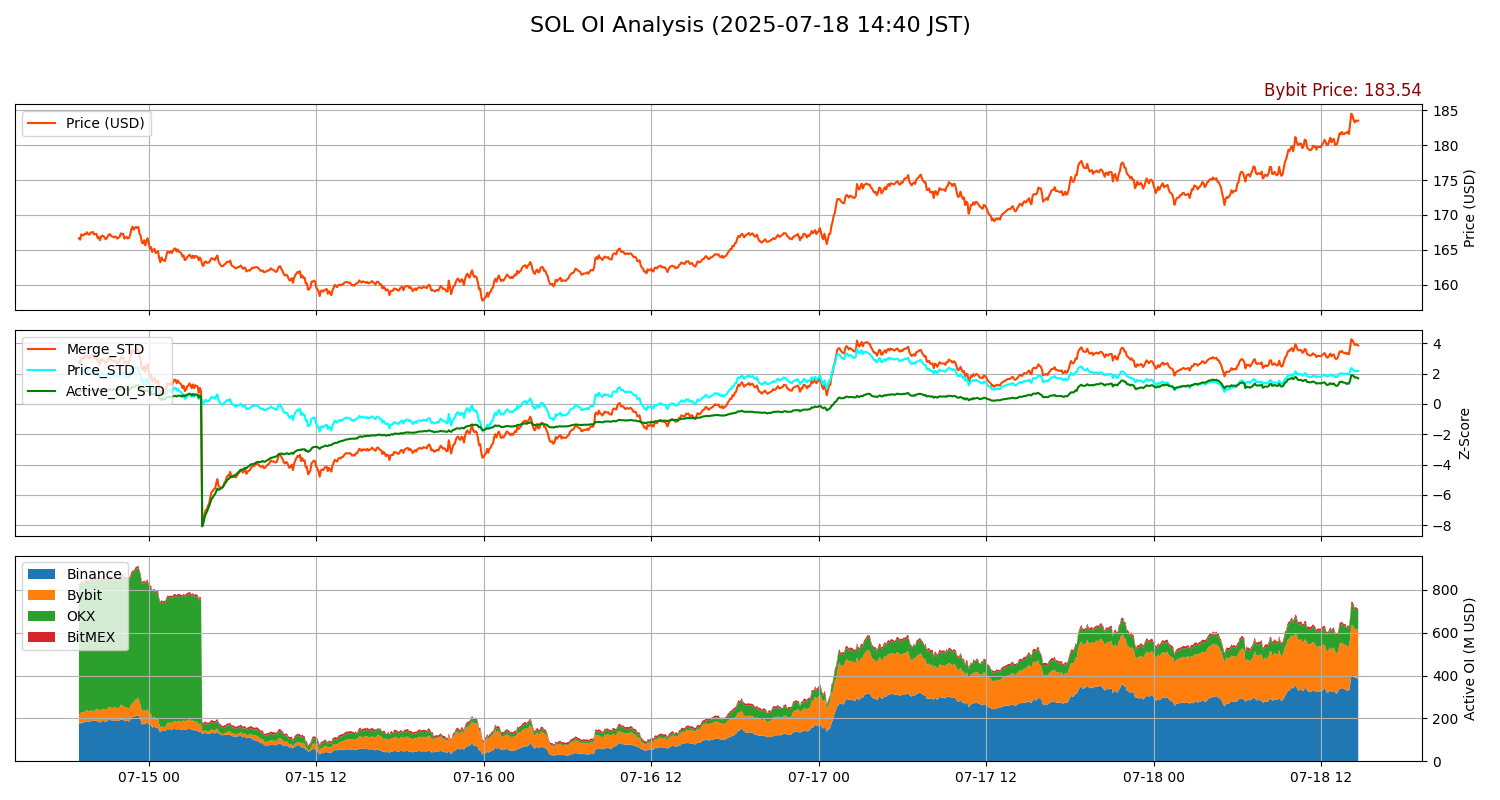 SOL OI Analysis (2025-07-18 14:40 JST)
Bybit Price: 183.54
Price (USD)
185
180
175
170
165
160
Price (USD)
Merge_STD
Price_STD
Active_OI_STD
4
2
0
−2
−4
−6
−8
Z-Score
Binance
Bybit
OKX
BitMEX
800
600
400
200
0
Active OI (M USD)
07-15 00
07-15 12
07-16 00
07-16 12
07-17 00
07-17 12
07-18 00
07-18 12